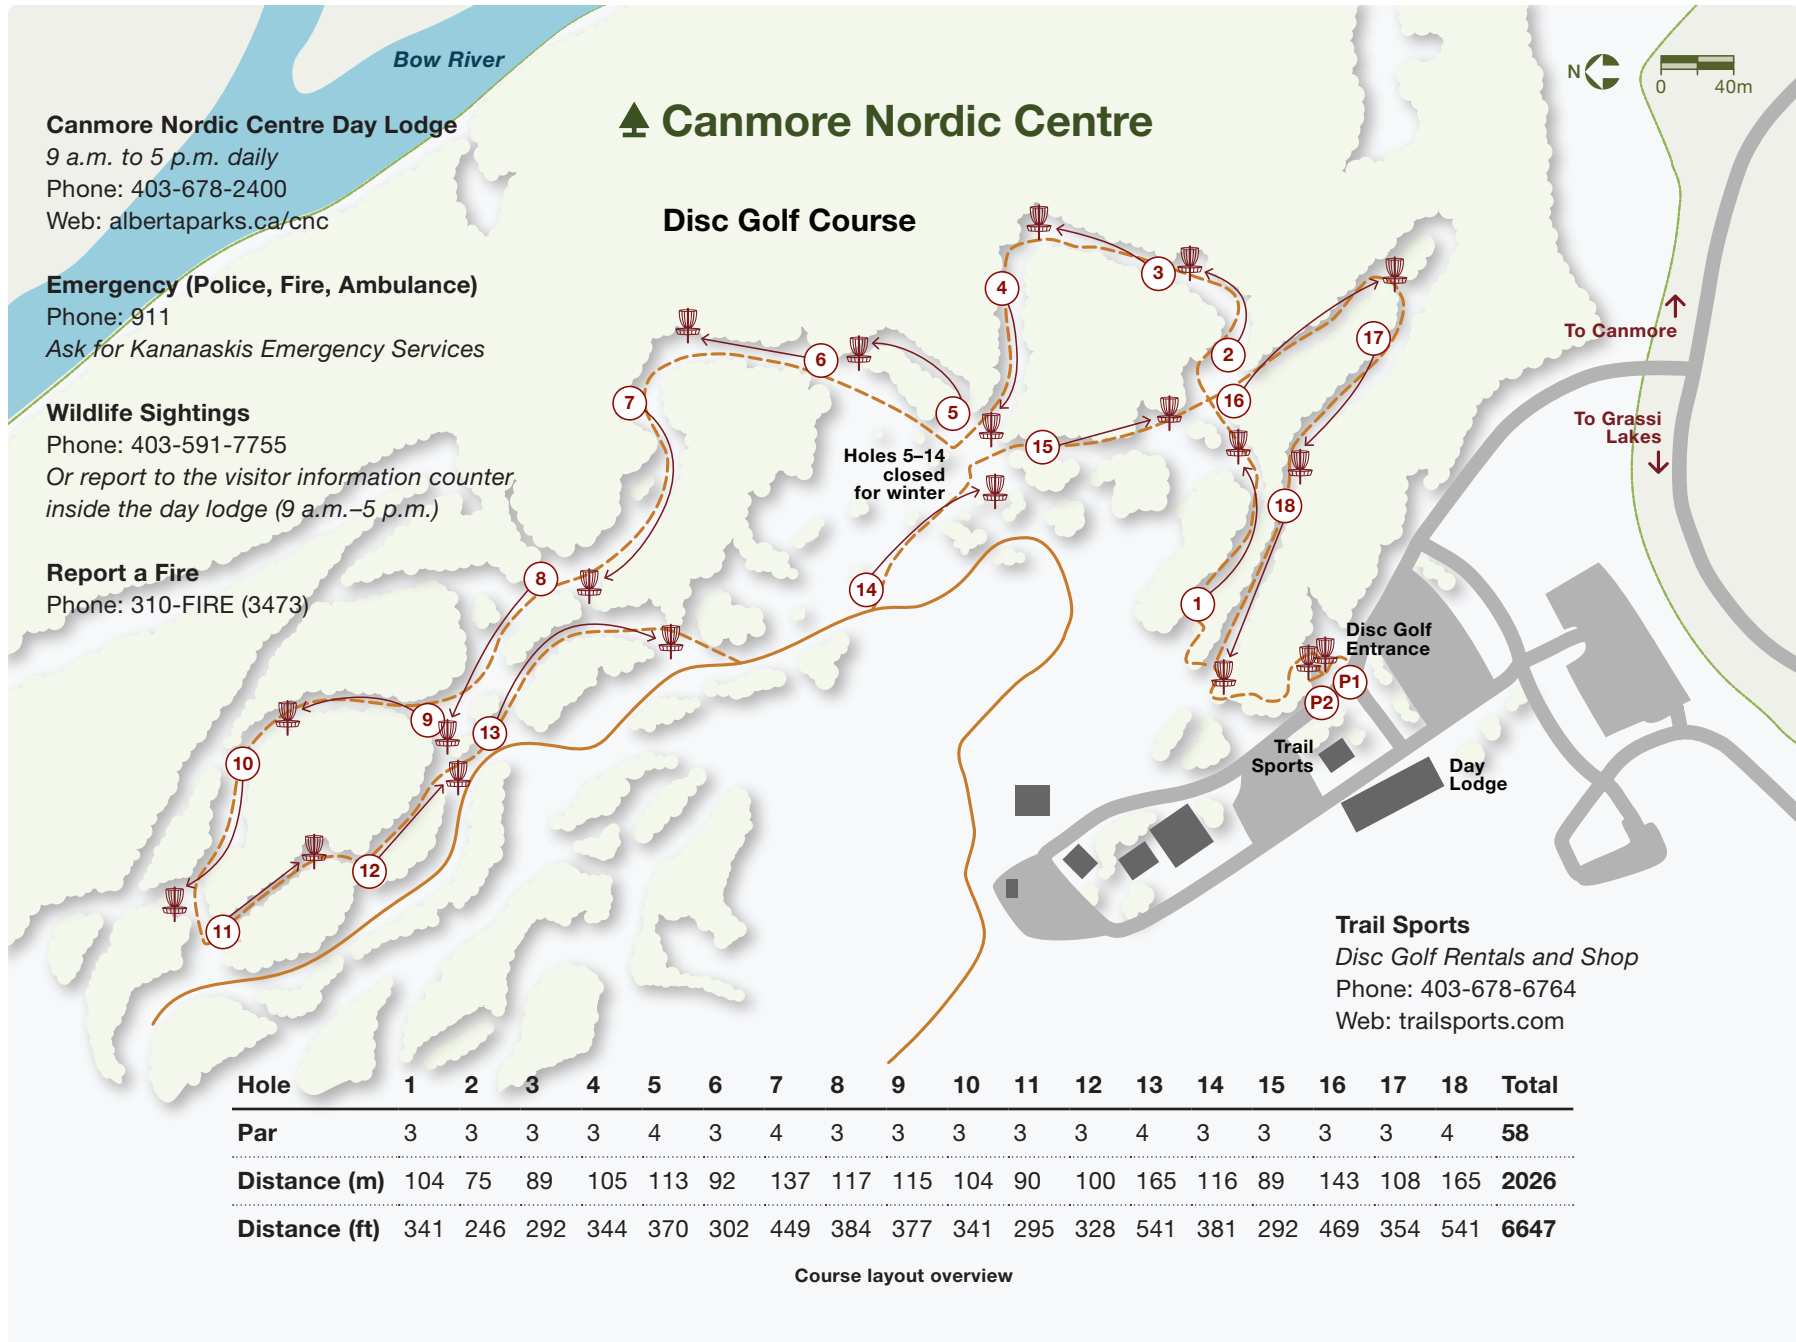 Bow River
Canmore Nordic Centre
Disc Golf Course
Canmore Nordic Centre Day Lodge
9 a.m. to 5 p.m. daily
Phone: 403-678-2400
Web: albertaparks.ca/cnc
Emergency (Police, Fire, Ambulance)
Phone: 911
Ask for Kananaskis Emergency Services
Wildlife Sightings
Phone: 403-591-7755
Or report to the visitor information counter
inside the day lodge (9 a.m.–5 p.m.)
Report a Fire
Phone: 310-FIRE (3473)
N
0 40m
To Canmore
To Grassi
Lakes
3
4
2
17
6
7
5
16
15
Holes 5–14
closed
for winter
18
8
14
1
Disc Golf
Entrance
P1
P2
9
13
10
12
11
Trail
Sports
Day
Lodge
Trail Sports
Disc Golf Rentals and Shop
Phone: 403-678-6764
Web: trailsports.com
Hole 1 2 3 4 5 6 7 8 9 10 11 12 13 14 15 16 17 18 Total
Par 3 3 3 3 4 3 4 3 3 3 3 3 4 3 3 3 3 4 58
Distance (m) 104 75 89 105 113 92 137 117 115 104 90 100 165 116 89 143 108 165 2026
Distance (ft) 341 246 292 344 370 302 449 384 377 341 295 328 541 381 292 469 354 541 6647
Course layout overview